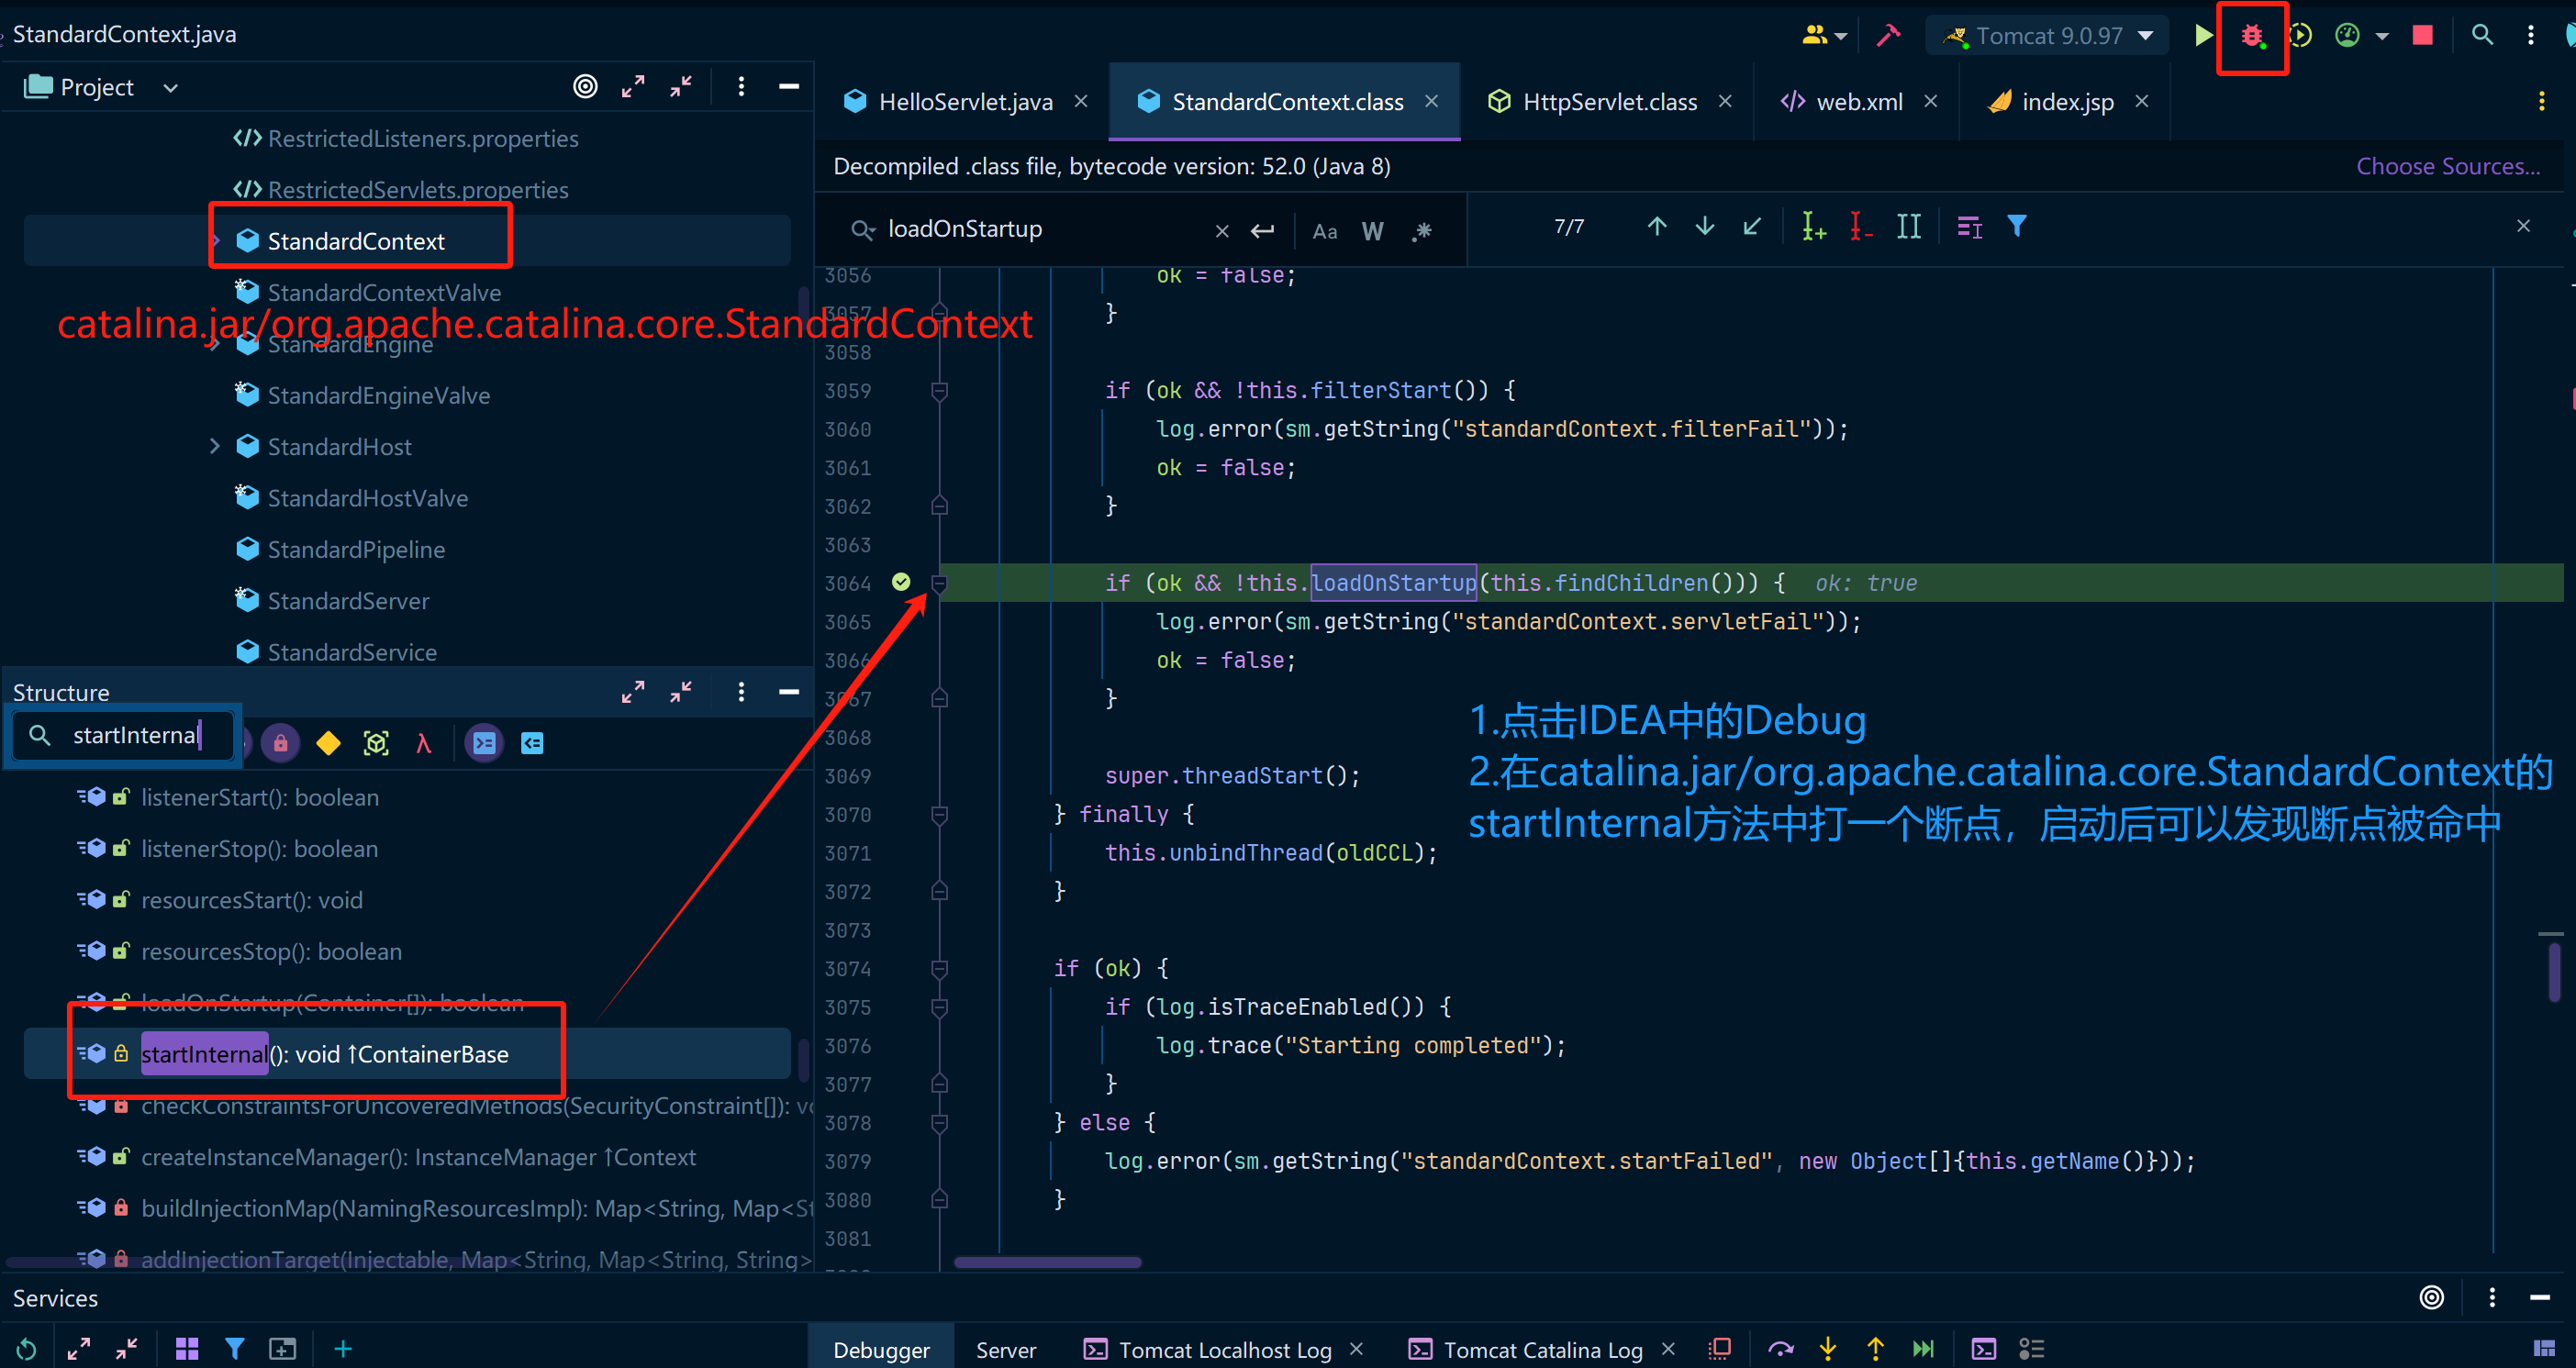 StandardContext.java
Tomcat 9.0.97
Project
RestrictedListeners.properties
RestrictedServlets.properties
StandardContext
StandardContextValve
catalina.jar/org.apache.catalina.core.StandardContext
StandardEngine
StandardEngineValve
StandardHost
StandardHostValve
StandardPipeline
StandardServer
StandardService
Structure
startInternal
listenerStart(): boolean
listenerStop(): boolean
resourcesStart(): void
resourcesStop(): boolean
loadOnStartup(Container[]): boolean
startInternal(): void ↑ContainerBase
checkConstraintsForUncoveredMethods(SecurityConstraint[]): vo
createInstanceManager(): InstanceManager ↑Context
buildInjectionMap(NamingResourcesImpl): Map<String, Map<St
addInjectionTarget(Injectable, Map<String, Map<String, String>
HelloServlet.java
StandardContext.class
HttpServlet.class
web.xml
index.jsp
Decompiled .class file, bytecode version: 52.0 (Java 8)
Choose Sources...
loadOnStartup
Aa W .*
7/7
3056 ok = false;
3057 }
3058
3059 if (ok && !this.filterStart()) {
3060 log.error(sm.getString("standardContext.filterFail"));
3061 ok = false;
3062 }
3063
3064 if (ok && !this.loadOnStartup(this.findChildren())) { ok: true
3065 log.error(sm.getString("standardContext.servletFail"));
3066 ok = false;
3067 }
3068
3069 super.threadStart();
3070 } finally {
3071 this.unbindThread(oldCCL);
3072 }
3073
3074 if (ok) {
3075 if (log.isTraceEnabled()) {
3076 log.trace("Starting completed");
3077 }
3078 } else {
3079 log.error(sm.getString("standardContext.startFailed", new Object[]{this.getName()}));
3080 }
3081
1.点击IDEA中的Debug
2.在catalina.jar/org.apache.catalina.core.StandardContext的
startInternal方法中打一个断点，启动后可以发现断点被命中
Services
Debugger
Server
Tomcat Localhost Log
Tomcat Catalina Log